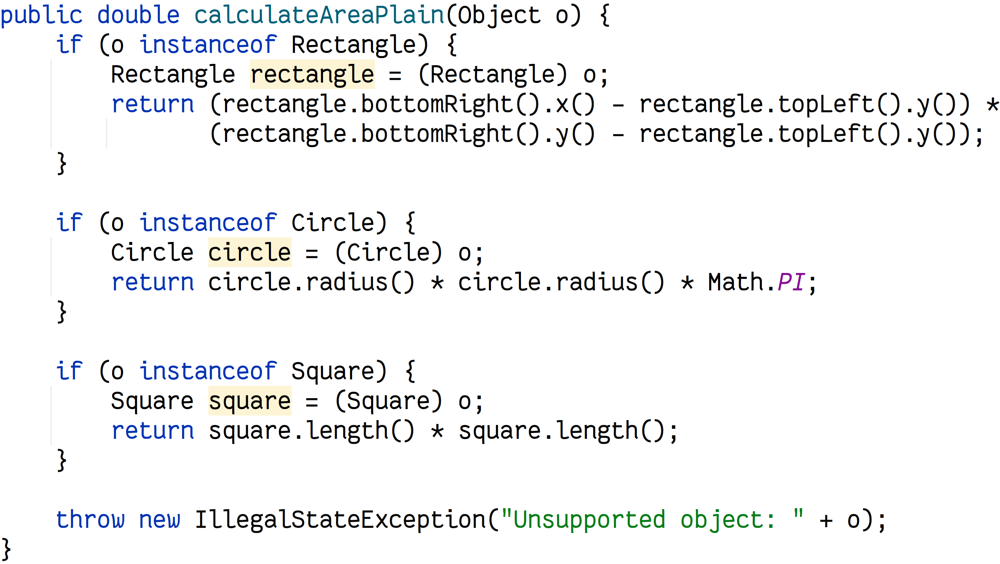 public double calculateAreaPlain(Object o) {
    if (o instanceof Rectangle) {
        Rectangle rectangle = (Rectangle) o;
        return (rectangle.bottomRight().x() - rectangle.topLeft().y()) *
               (rectangle.bottomRight().y() - rectangle.topLeft().y());
    }

    if (o instanceof Circle) {
        Circle circle = (Circle) o;
        return circle.radius() * circle.radius() * Math.PI;
    }

    if (o instanceof Square) {
        Square square = (Square) o;
        return square.length() * square.length();
    }

    throw new IllegalStateException("Unsupported object: " + o);
}